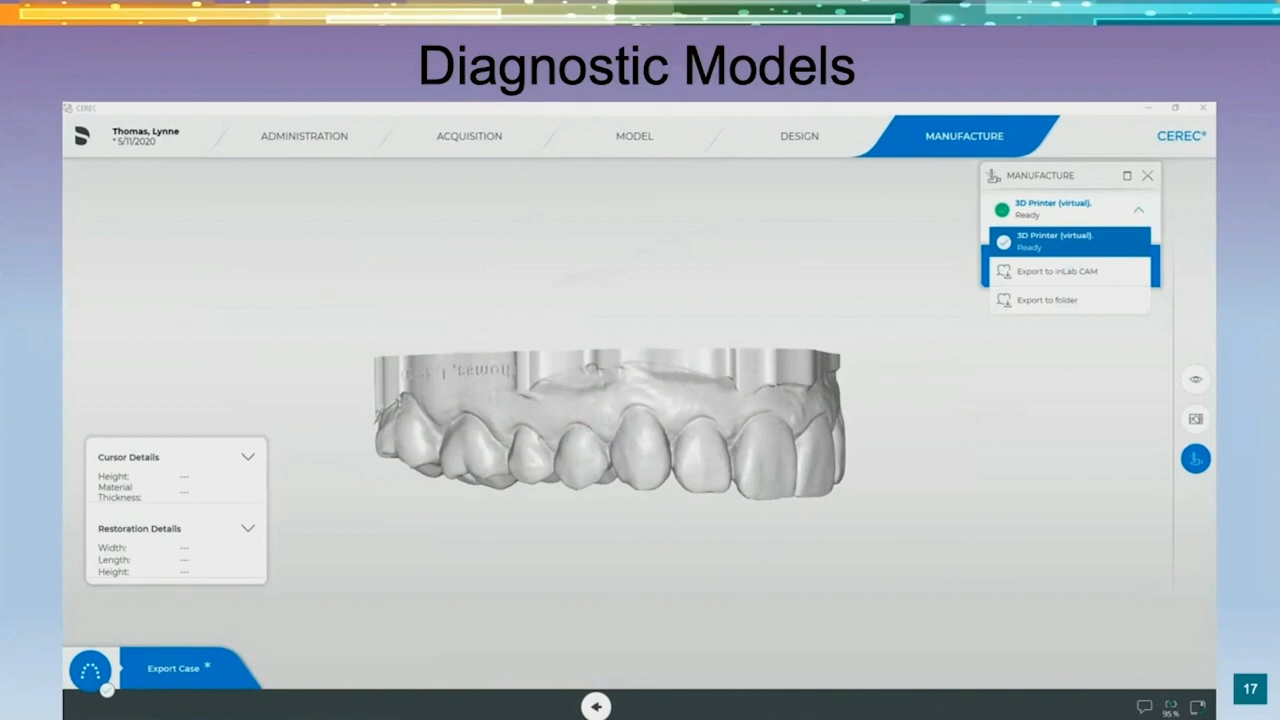 Diagnostic Models
CEREC
Thomas, Lynne
* 5/11/2020
ADMINISTRATION
ACQUISITION
MODEL
DESIGN
MANUFACTURE
CEREC®
MANUFACTURE
3D Printer (virtual).
Ready
3D Printer (virtual).
Ready
Export to inLab CAM
Export to folder
Cursor Details
Height: ---
Material
Thickness: ---
Restoration Details
Width: ---
Length: ---
Height: ---
Export Case *
95 %
17